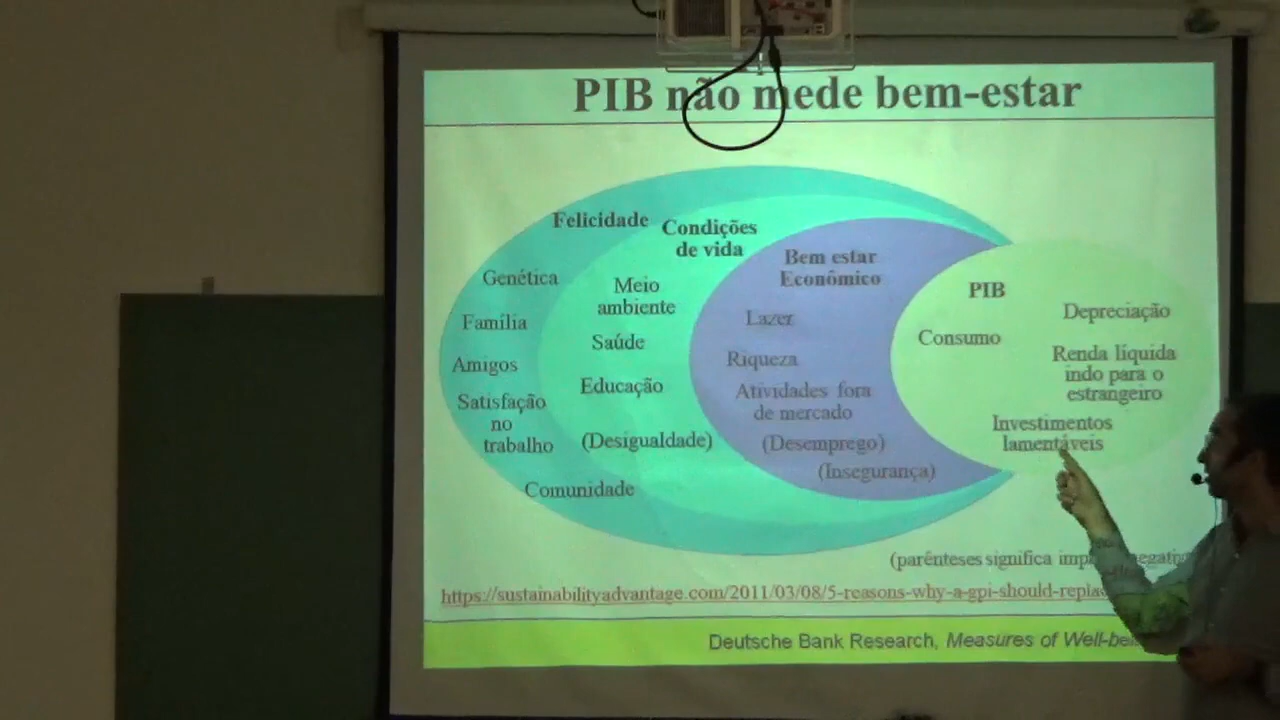 PIB não mede bem-estar
Felicidade
Genética
Família
Amigos
Satisfação
no
trabalho
Comunidade
Condições
de vida
Meio
ambiente
Saúde
Educação
(Desigualdade)
Bem estar
Econômico
Lazer
Riqueza
Atividades fora
de mercado
(Desemprego)
(Insegurança)
PIB
Consumo
Depreciação
Renda líquida
indo para o
estrangeiro
Investimentos
lamentáveis
(parênteses significa
https://sustainabilityadvantage.com/2011/03/08/5-reasons-why-a-gpi-should-repla
Deutsche Bank Research, Measures of